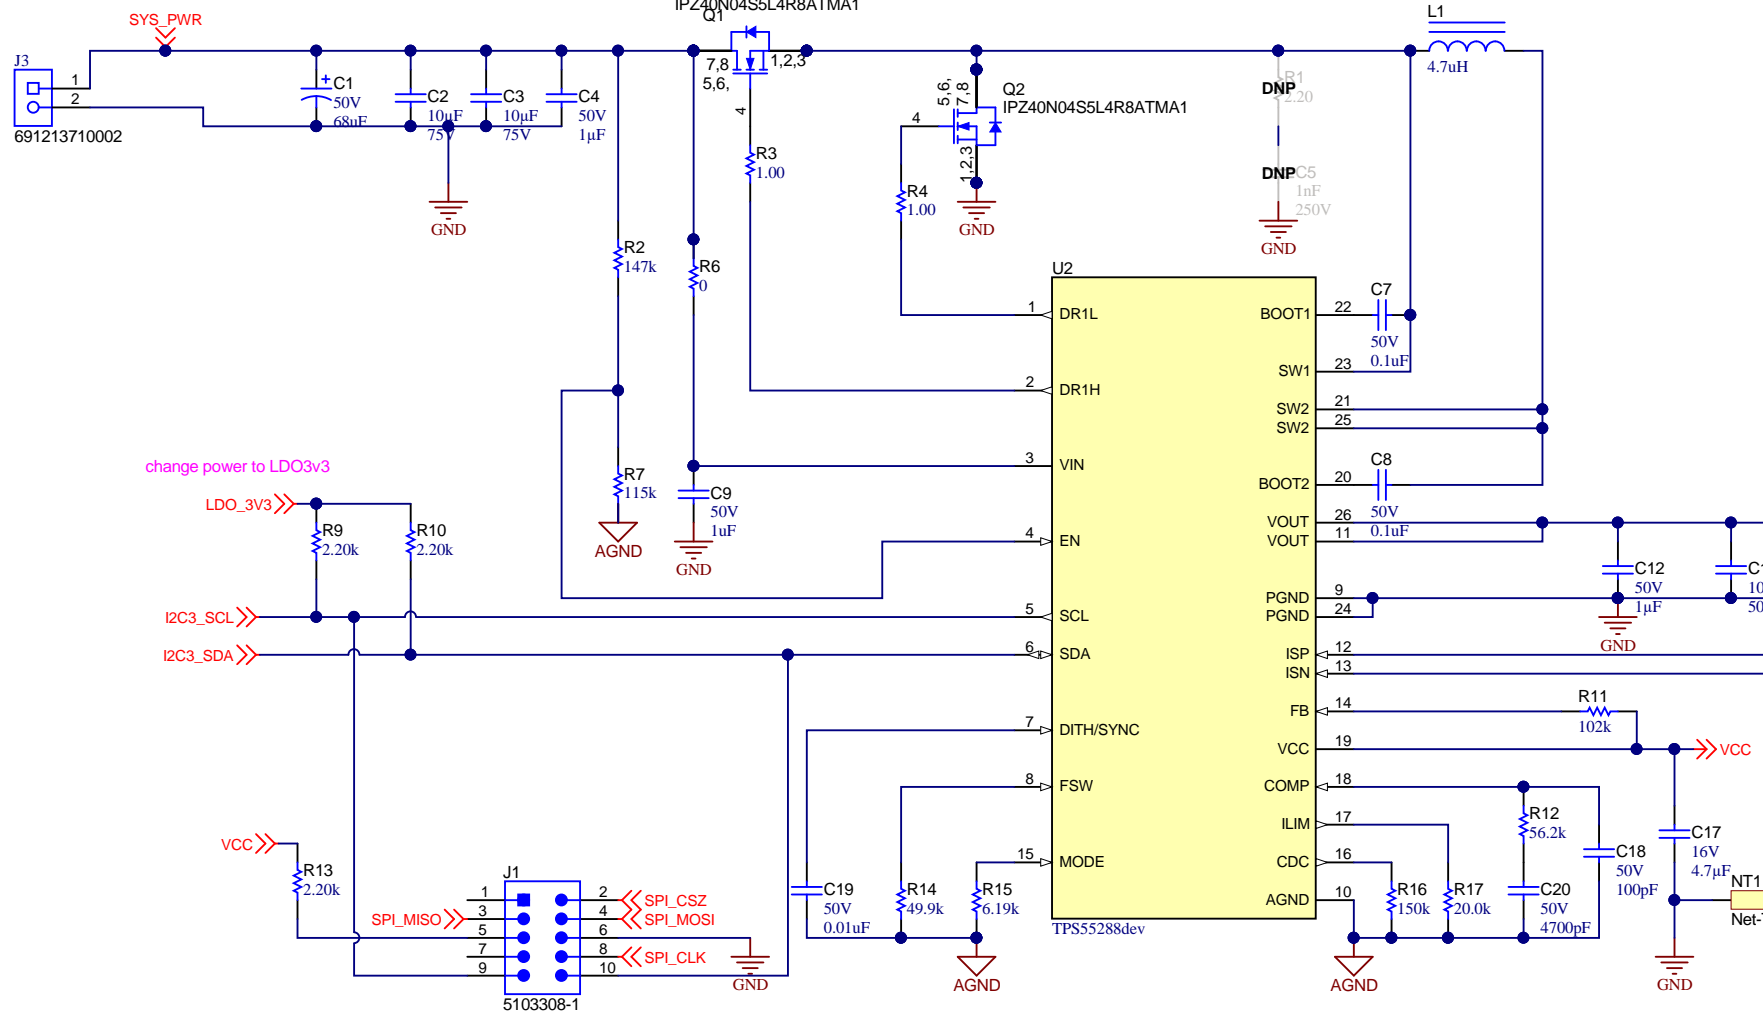 SYS_PWR
J3
1
2
691213710002
C1
50V
68uF
C2
10µF
75V
C3
10µF
75V
C4
50V
1µF
GND
IPZ40N04S5L4R8ATMA1
Q1
7,8
5,6,
1,2,3
4
R3
1.00
R4
1.00
4
5,6,
7,8
1,2,3
Q2
IPZ40N04S5L4R8ATMA1
GND
R1
DNP
2.20
DNP
C5
1nF
250V
GND
L1
4.7uH
R2
147k
R6
0
R7
115k
AGND
C9
50V
1uF
GND
change power to LDO3v3
LDO_3V3
R9
2.20k
R10
2.20k
I2C3_SCL
I2C3_SDA
U2
1 DR1L
2 DR1H
3 VIN
4 EN
5 SCL
6 SDA
7 DITH/SYNC
8 FSW
15 MODE
BOOT1 22
SW1 23
SW2 21
SW2 25
BOOT2 20
VOUT 26
VOUT 11
PGND 9
PGND 24
ISP 12
ISN 13
FB 14
VCC 19
COMP 18
ILIM 17
CDC 16
AGND 10
TPS55288dev
C7
50V
0.1uF
C8
50V
0.1uF
C12
50V
1µF
GND
C1
10
50
R11
102k
VCC
R12
56.2k
C18
50V
100pF
C17
16V
4.7µF
NT1
Net-
GND
R16
150k
R17
20.0k
C20
50V
4700pF
AGND
VCC
R13
2.20k
J1
1
2
SPI_CSZ
SPI_MISO
3
4
SPI_MOSI
5
6
7
8
SPI_CLK
9
10
5103308-1
GND
C19
50V
0.01uF
R14
49.9k
R15
6.19k
AGND